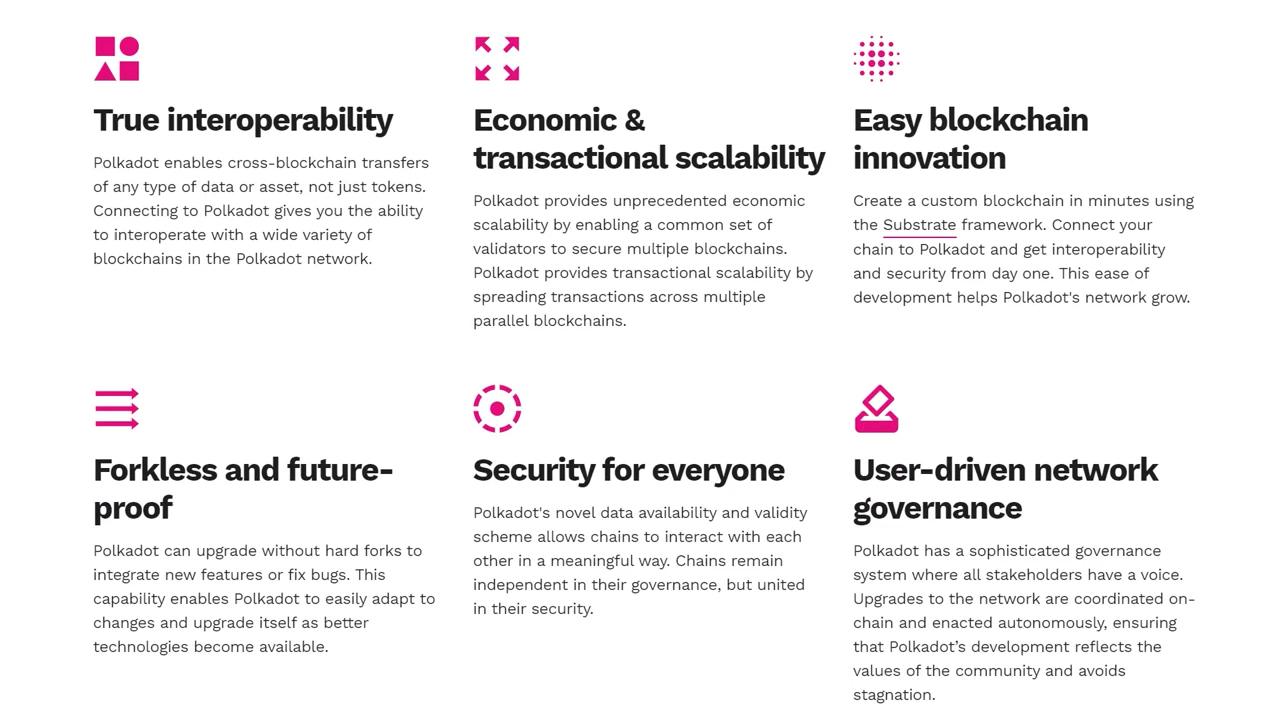 True interoperability
Polkadot enables cross-blockchain transfers
of any type of data or asset, not just tokens.
Connecting to Polkadot gives you the ability
to interoperate with a wide variety of
blockchains in the Polkadot network.
Economic &
transactional scalability
Polkadot provides unprecedented economic
scalability by enabling a common set of
validators to secure multiple blockchains.
Polkadot provides transactional scalability by
spreading transactions across multiple
parallel blockchains.
Easy blockchain
innovation
Create a custom blockchain in minutes using
the Substrate framework. Connect your
chain to Polkadot and get interoperability
and security from day one. This ease of
development helps Polkadot's network grow.
Forkless and future-
proof
Polkadot can upgrade without hard forks to
integrate new features or fix bugs. This
capability enables Polkadot to easily adapt to
changes and upgrade itself as better
technologies become available.
Security for everyone
Polkadot's novel data availability and validity
scheme allows chains to interact with each
other in a meaningful way. Chains remain
independent in their governance, but united
in their security.
User-driven network
governance
Polkadot has a sophisticated governance
system where all stakeholders have a voice.
Upgrades to the network are coordinated on-
chain and enacted autonomously, ensuring
that Polkadot’s development reflects the
values of the community and avoids
stagnation.